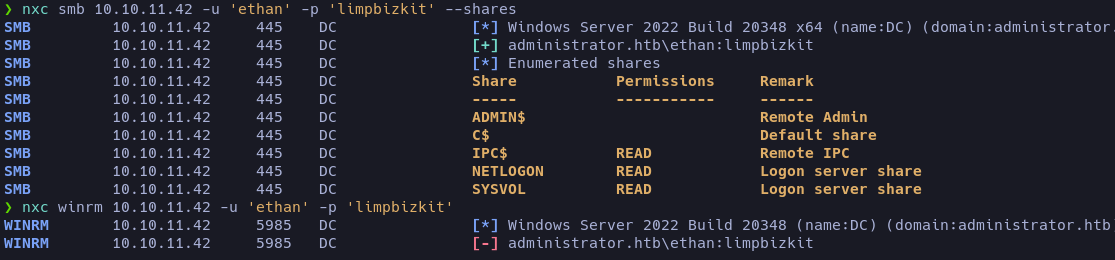 ❯ nxc smb 10.10.11.42 -u 'ethan' -p 'limpbizkit' --shares
SMB 10.10.11.42 445 DC [*] Windows Server 2022 Build 20348 x64 (name:DC) (domain:administrator.
SMB 10.10.11.42 445 DC [+] administrator.htb\ethan:limpbizkit
SMB 10.10.11.42 445 DC [*] Enumerated shares
SMB 10.10.11.42 445 DC Share Permissions Remark
SMB 10.10.11.42 445 DC ----- ----------- ------
SMB 10.10.11.42 445 DC ADMIN$ Remote Admin
SMB 10.10.11.42 445 DC C$ Default share
SMB 10.10.11.42 445 DC IPC$ READ Remote IPC
SMB 10.10.11.42 445 DC NETLOGON READ Logon server share
SMB 10.10.11.42 445 DC SYSVOL READ Logon server share
❯ nxc winrm 10.10.11.42 -u 'ethan' -p 'limpbizkit'
WINRM 10.10.11.42 5985 DC [*] Windows Server 2022 Build 20348 (name:DC) (domain:administrator.htb
WINRM 10.10.11.42 5985 DC [-] administrator.htb\ethan:limpbizkit